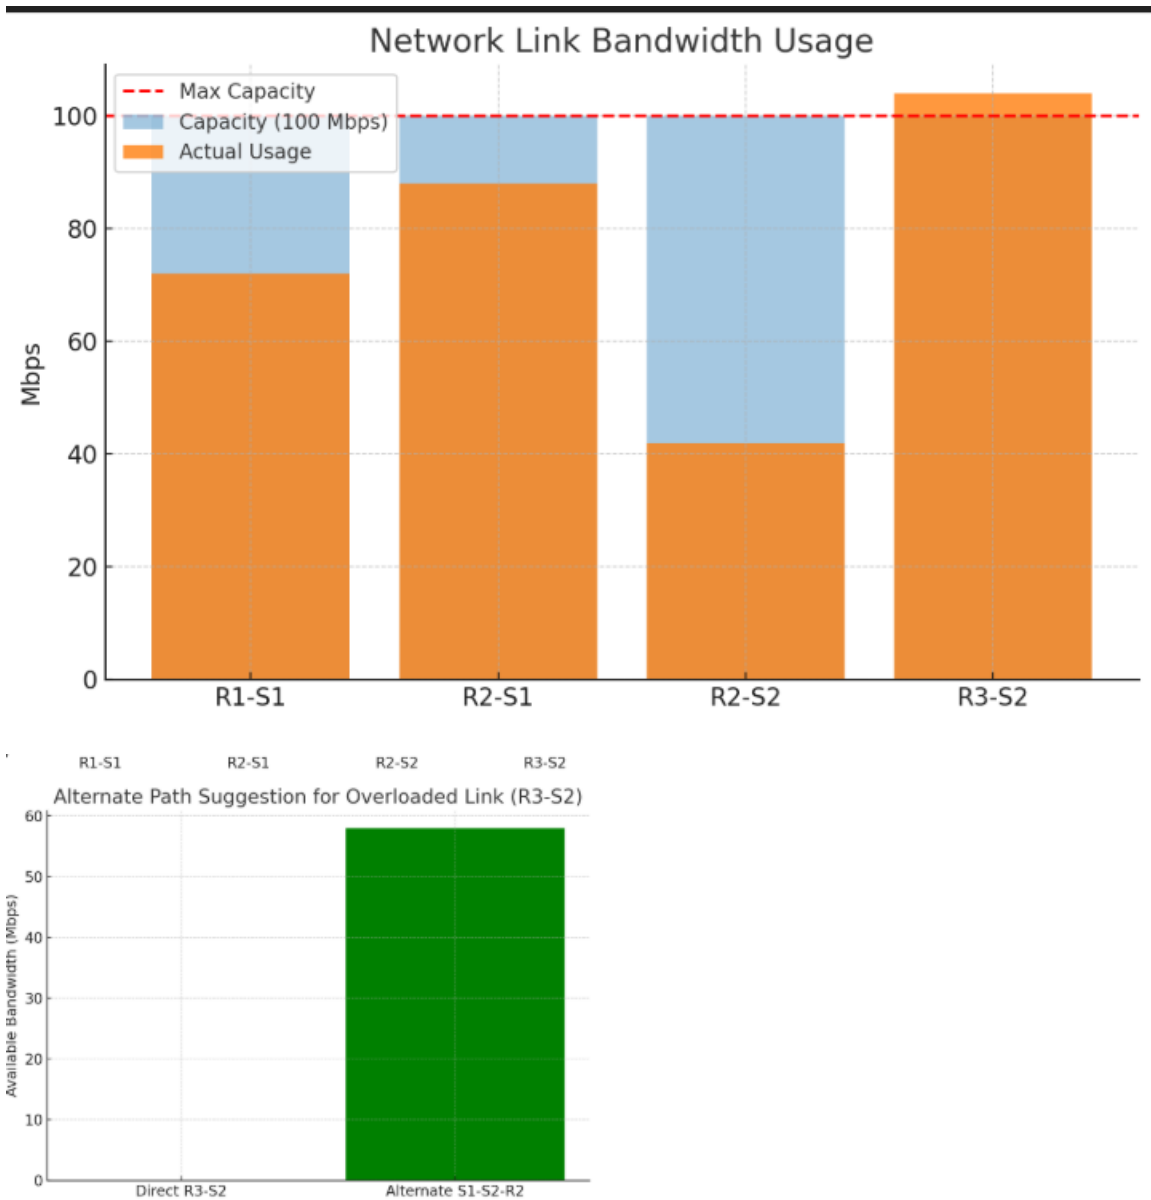 Network Link Bandwidth Usage
Max Capacity
Capacity (100 Mbps)
Actual Usage
100
80
60
40
20
0
Mbps
R1-S1 R2-S1 R2-S2 R3-S2
R1-S1 R2-S1 R2-S2 R3-S2
Alternate Path Suggestion for Overloaded Link (R3-S2)
60
50
40
30
20
10
0
Available Bandwidth (Mbps)
Direct R3-S2 Alternate S1-S2-R2